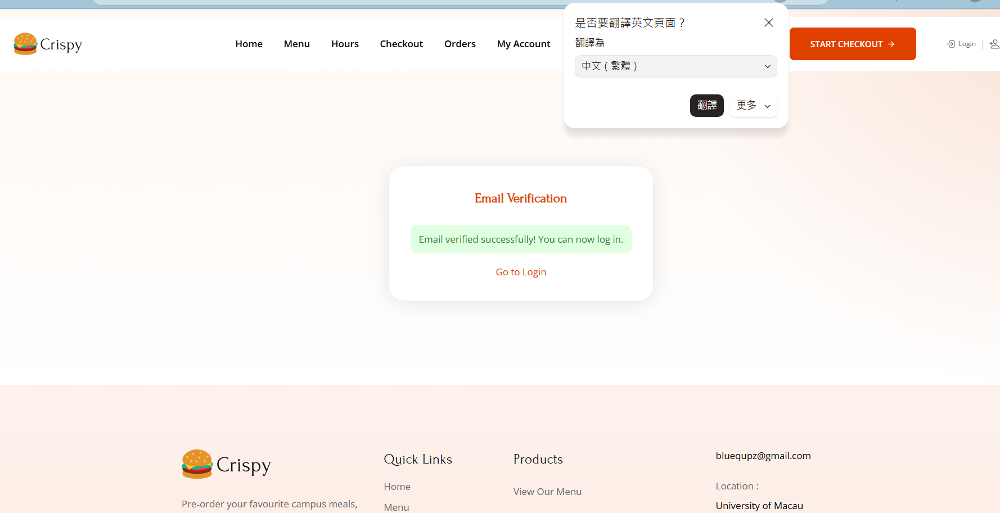 Crispy
Home
Menu
Hours
Checkout
Orders
My Account
是否要翻譯英文頁面？
翻譯為
中文（繁體）
翻譯
更多
START CHECKOUT →
Login
Email Verification
Email verified successfully! You can now log in.
Go to Login
Crispy
Pre-order your favourite campus meals,
Quick Links
Home
Menu
Products
View Our Menu
bluequpz@gmail.com
Location :
University of Macau